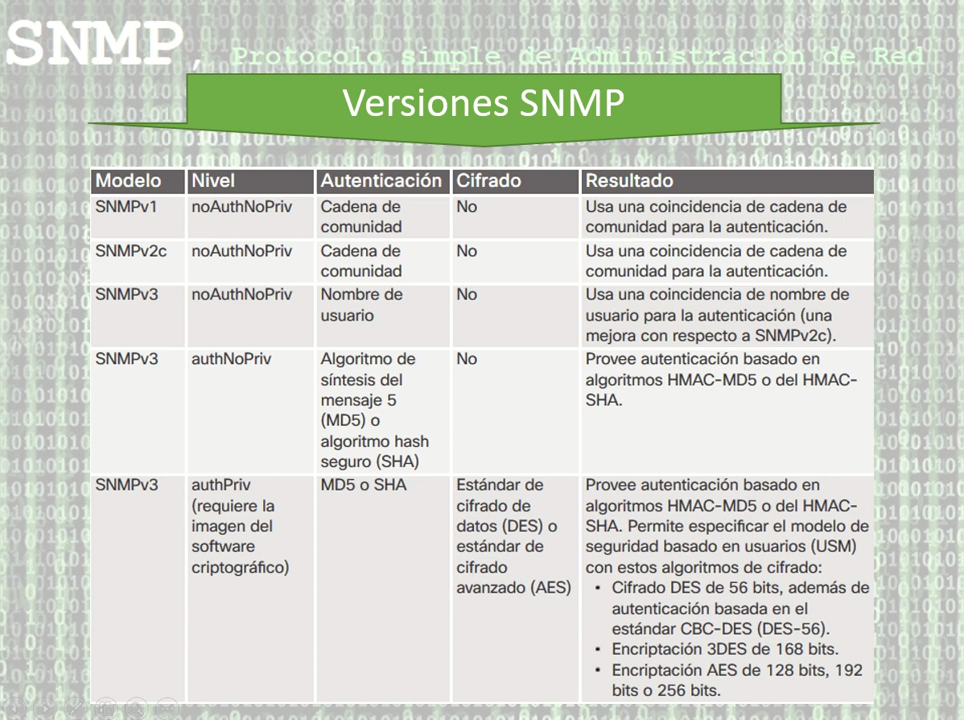 SNMP, Protocolo simple de Administración de Red
Versiones SNMP
Modelo Nivel Autenticación Cifrado Resultado
SNMPv1 noAuthNoPriv Cadena de No Usa una coincidencia de cadena de
comunidad comunidad para la autenticación.
SNMPv2c noAuthNoPriv Cadena de No Usa una coincidencia de cadena de
comunidad comunidad para la autenticación.
SNMPv3 noAuthNoPriv Nombre de No Usa una coincidencia de nombre de
usuario usuario para la autenticación (una
mejora con respecto a SNMPv2c).
SNMPv3 authNoPriv Algoritmo de No Provee autenticación basado en
síntesis del algoritmos HMAC-MD5 o del HMAC-
mensaje 5 SHA.
(MD5) o
algoritmo hash
seguro (SHA)
SNMPv3 authPriv MD5 o SHA Estándar de Provee autenticación basado en
(requiere la cifrado de algoritmos HMAC-MD5 o del HMAC-
imagen del datos (DES) o SHA. Permite especificar el modelo de
software estándar de seguridad basado en usuarios (USM)
criptográfico) cifrado con estos algoritmos de cifrado:
avanzado (AES) • Cifrado DES de 56 bits, además de
autenticación basada en el
estándar CBC-DES (DES-56).
• Encriptación 3DES de 168 bits.
• Encriptación AES de 128 bits, 192
bits o 256 bits.